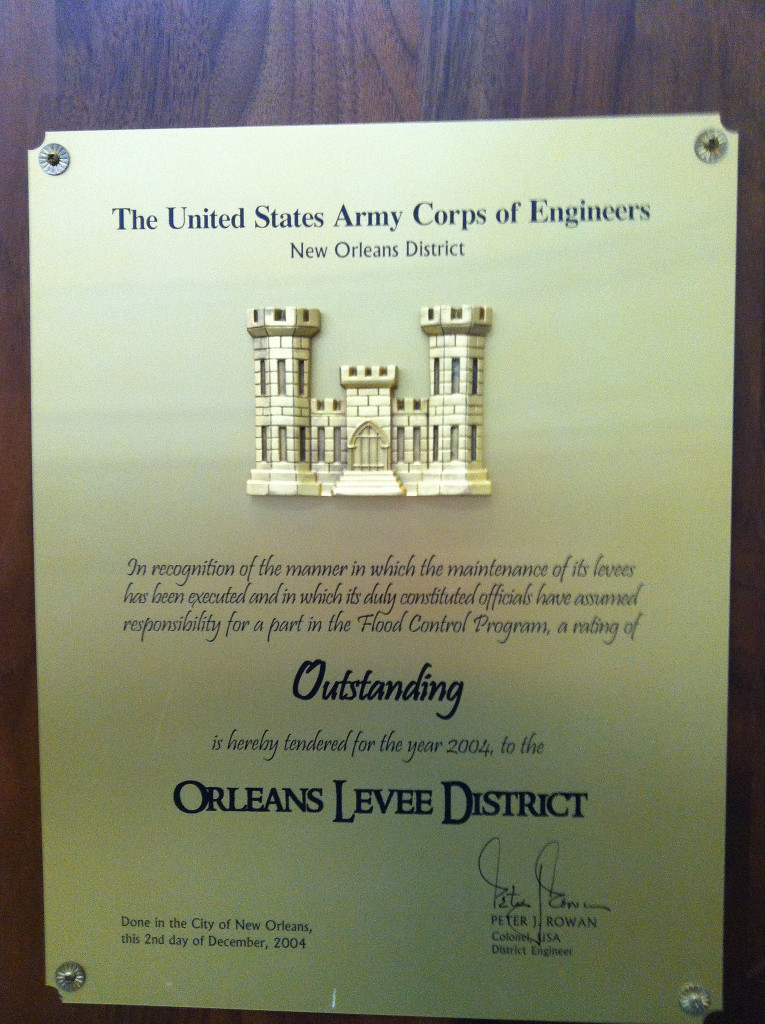 The United States Army Corps of Engineers
New Orleans District
In recognition of the manner in which the maintenance of its levees
has been executed and in which its duly constituted officials have assumed
responsibility for a part in the Flood Control Program, a rating of
Outstanding
is hereby tendered for the year 2004, to the
ORLEANS LEVEE DISTRICT
Peter J. Rowan
PETER J. ROWAN
Colonel, USA
District Engineer
Done in the City of New Orleans,
this 2nd day of December, 2004